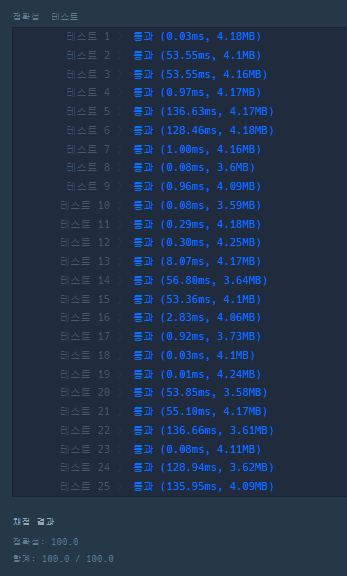 정확성 테스트
테스트 1 〉 통과 (0.03ms, 4.18MB)
테스트 2 〉 통과 (53.55ms, 4.1MB)
테스트 3 〉 통과 (53.55ms, 4.16MB)
테스트 4 〉 통과 (0.97ms, 4.17MB)
테스트 5 〉 통과 (136.63ms, 4.17MB)
테스트 6 〉 통과 (128.46ms, 4.18MB)
테스트 7 〉 통과 (1.00ms, 4.16MB)
테스트 8 〉 통과 (0.08ms, 3.6MB)
테스트 9 〉 통과 (0.96ms, 4.09MB)
테스트 10 〉 통과 (0.08ms, 3.59MB)
테스트 11 〉 통과 (0.29ms, 4.18MB)
테스트 12 〉 통과 (0.30ms, 4.25MB)
테스트 13 〉 통과 (8.07ms, 4.17MB)
테스트 14 〉 통과 (56.80ms, 3.64MB)
테스트 15 〉 통과 (53.36ms, 4.1MB)
테스트 16 〉 통과 (2.83ms, 4.06MB)
테스트 17 〉 통과 (0.92ms, 3.73MB)
테스트 18 〉 통과 (0.03ms, 4.1MB)
테스트 19 〉 통과 (0.01ms, 4.24MB)
테스트 20 〉 통과 (53.85ms, 3.58MB)
테스트 21 〉 통과 (55.10ms, 4.17MB)
테스트 22 〉 통과 (136.66ms, 3.61MB)
테스트 23 〉 통과 (0.08ms, 4.11MB)
테스트 24 〉 통과 (128.94ms, 3.62MB)
테스트 25 〉 통과 (135.95ms, 4.09MB)
채점 결과
정확성: 100.0
합계: 100.0 / 100.0